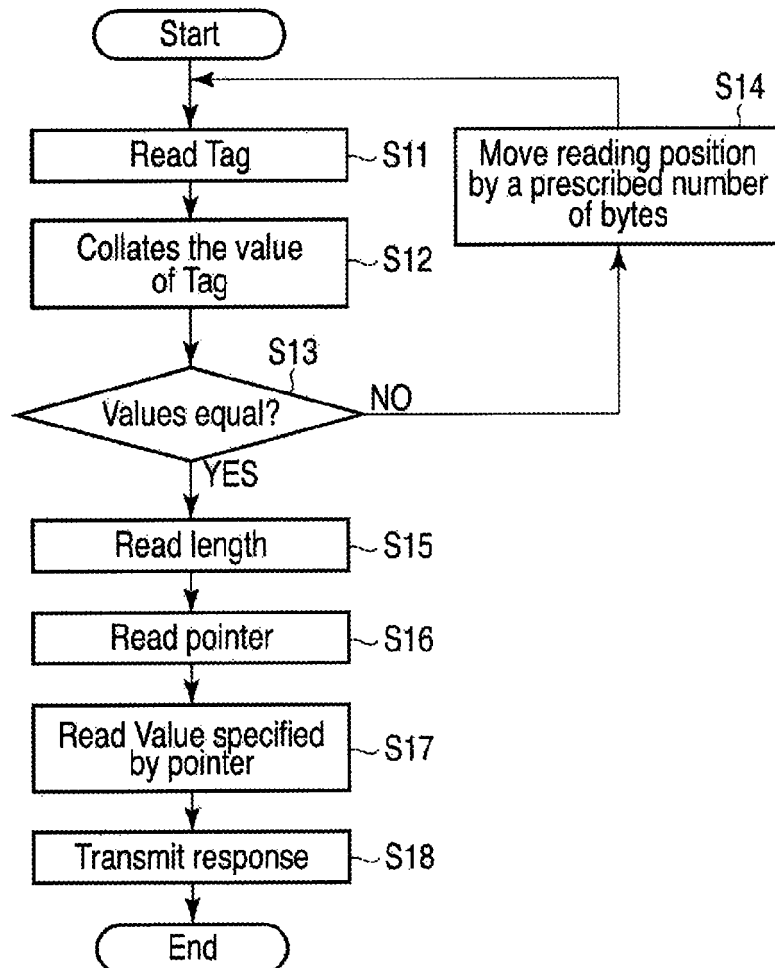 Start
S14
Read Tag
S11
Move reading position
by a prescribed number
of bytes
Collates the value
of Tag
S12
S13
Values equal?
NO
YES
Read length
S15
Read pointer
S16
Read Value specified
by pointer
S17
Transmit response
S18
End